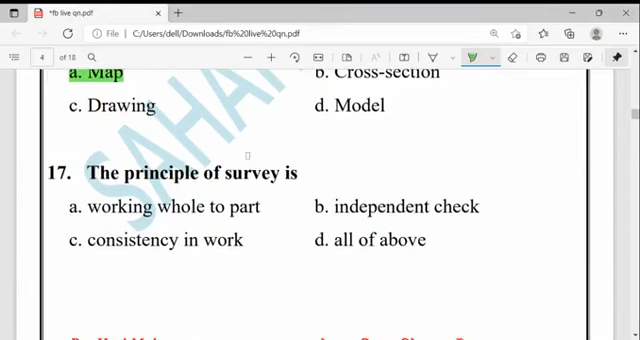 *fb live qn.pdf
File
C:/Users/dell/Downloads/fb%20live%20qn.pdf
4 of 18
a. Map b. Cross-section
c. Drawing d. Model
SAHA
17. The principle of survey is
a. working whole to part b. independent check
c. consistency in work d. all of above